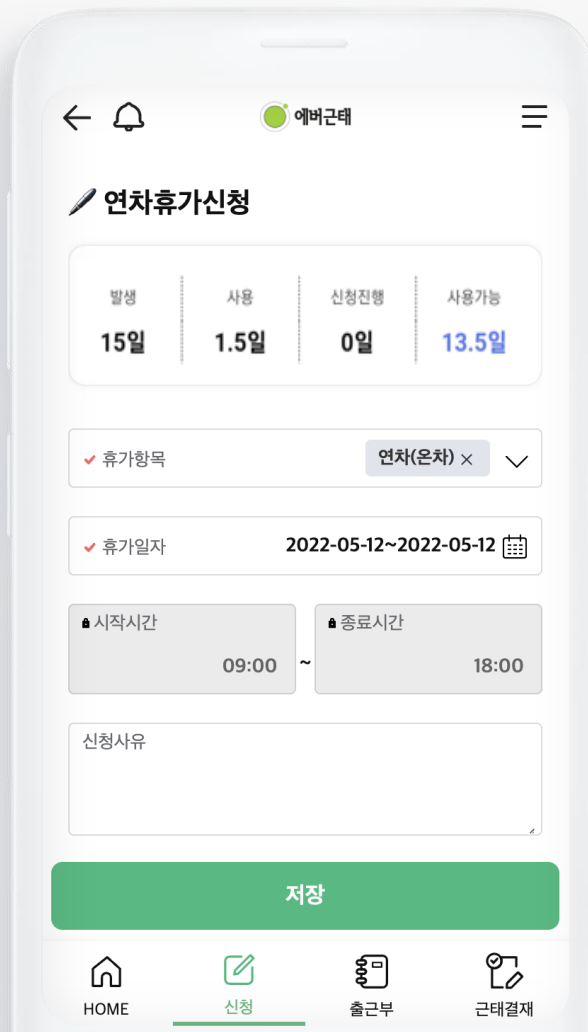 에버근태
연차휴가신청
발생 사용 신청진행 사용가능
15일 1.5일 0일 13.5일
휴가항목 연차(온차) ×
휴가일자 2022-05-12~2022-05-12
시작시간 종료시간
09:00 ~ 18:00
신청사유
저장
HOME 신청 출근부 근태결재